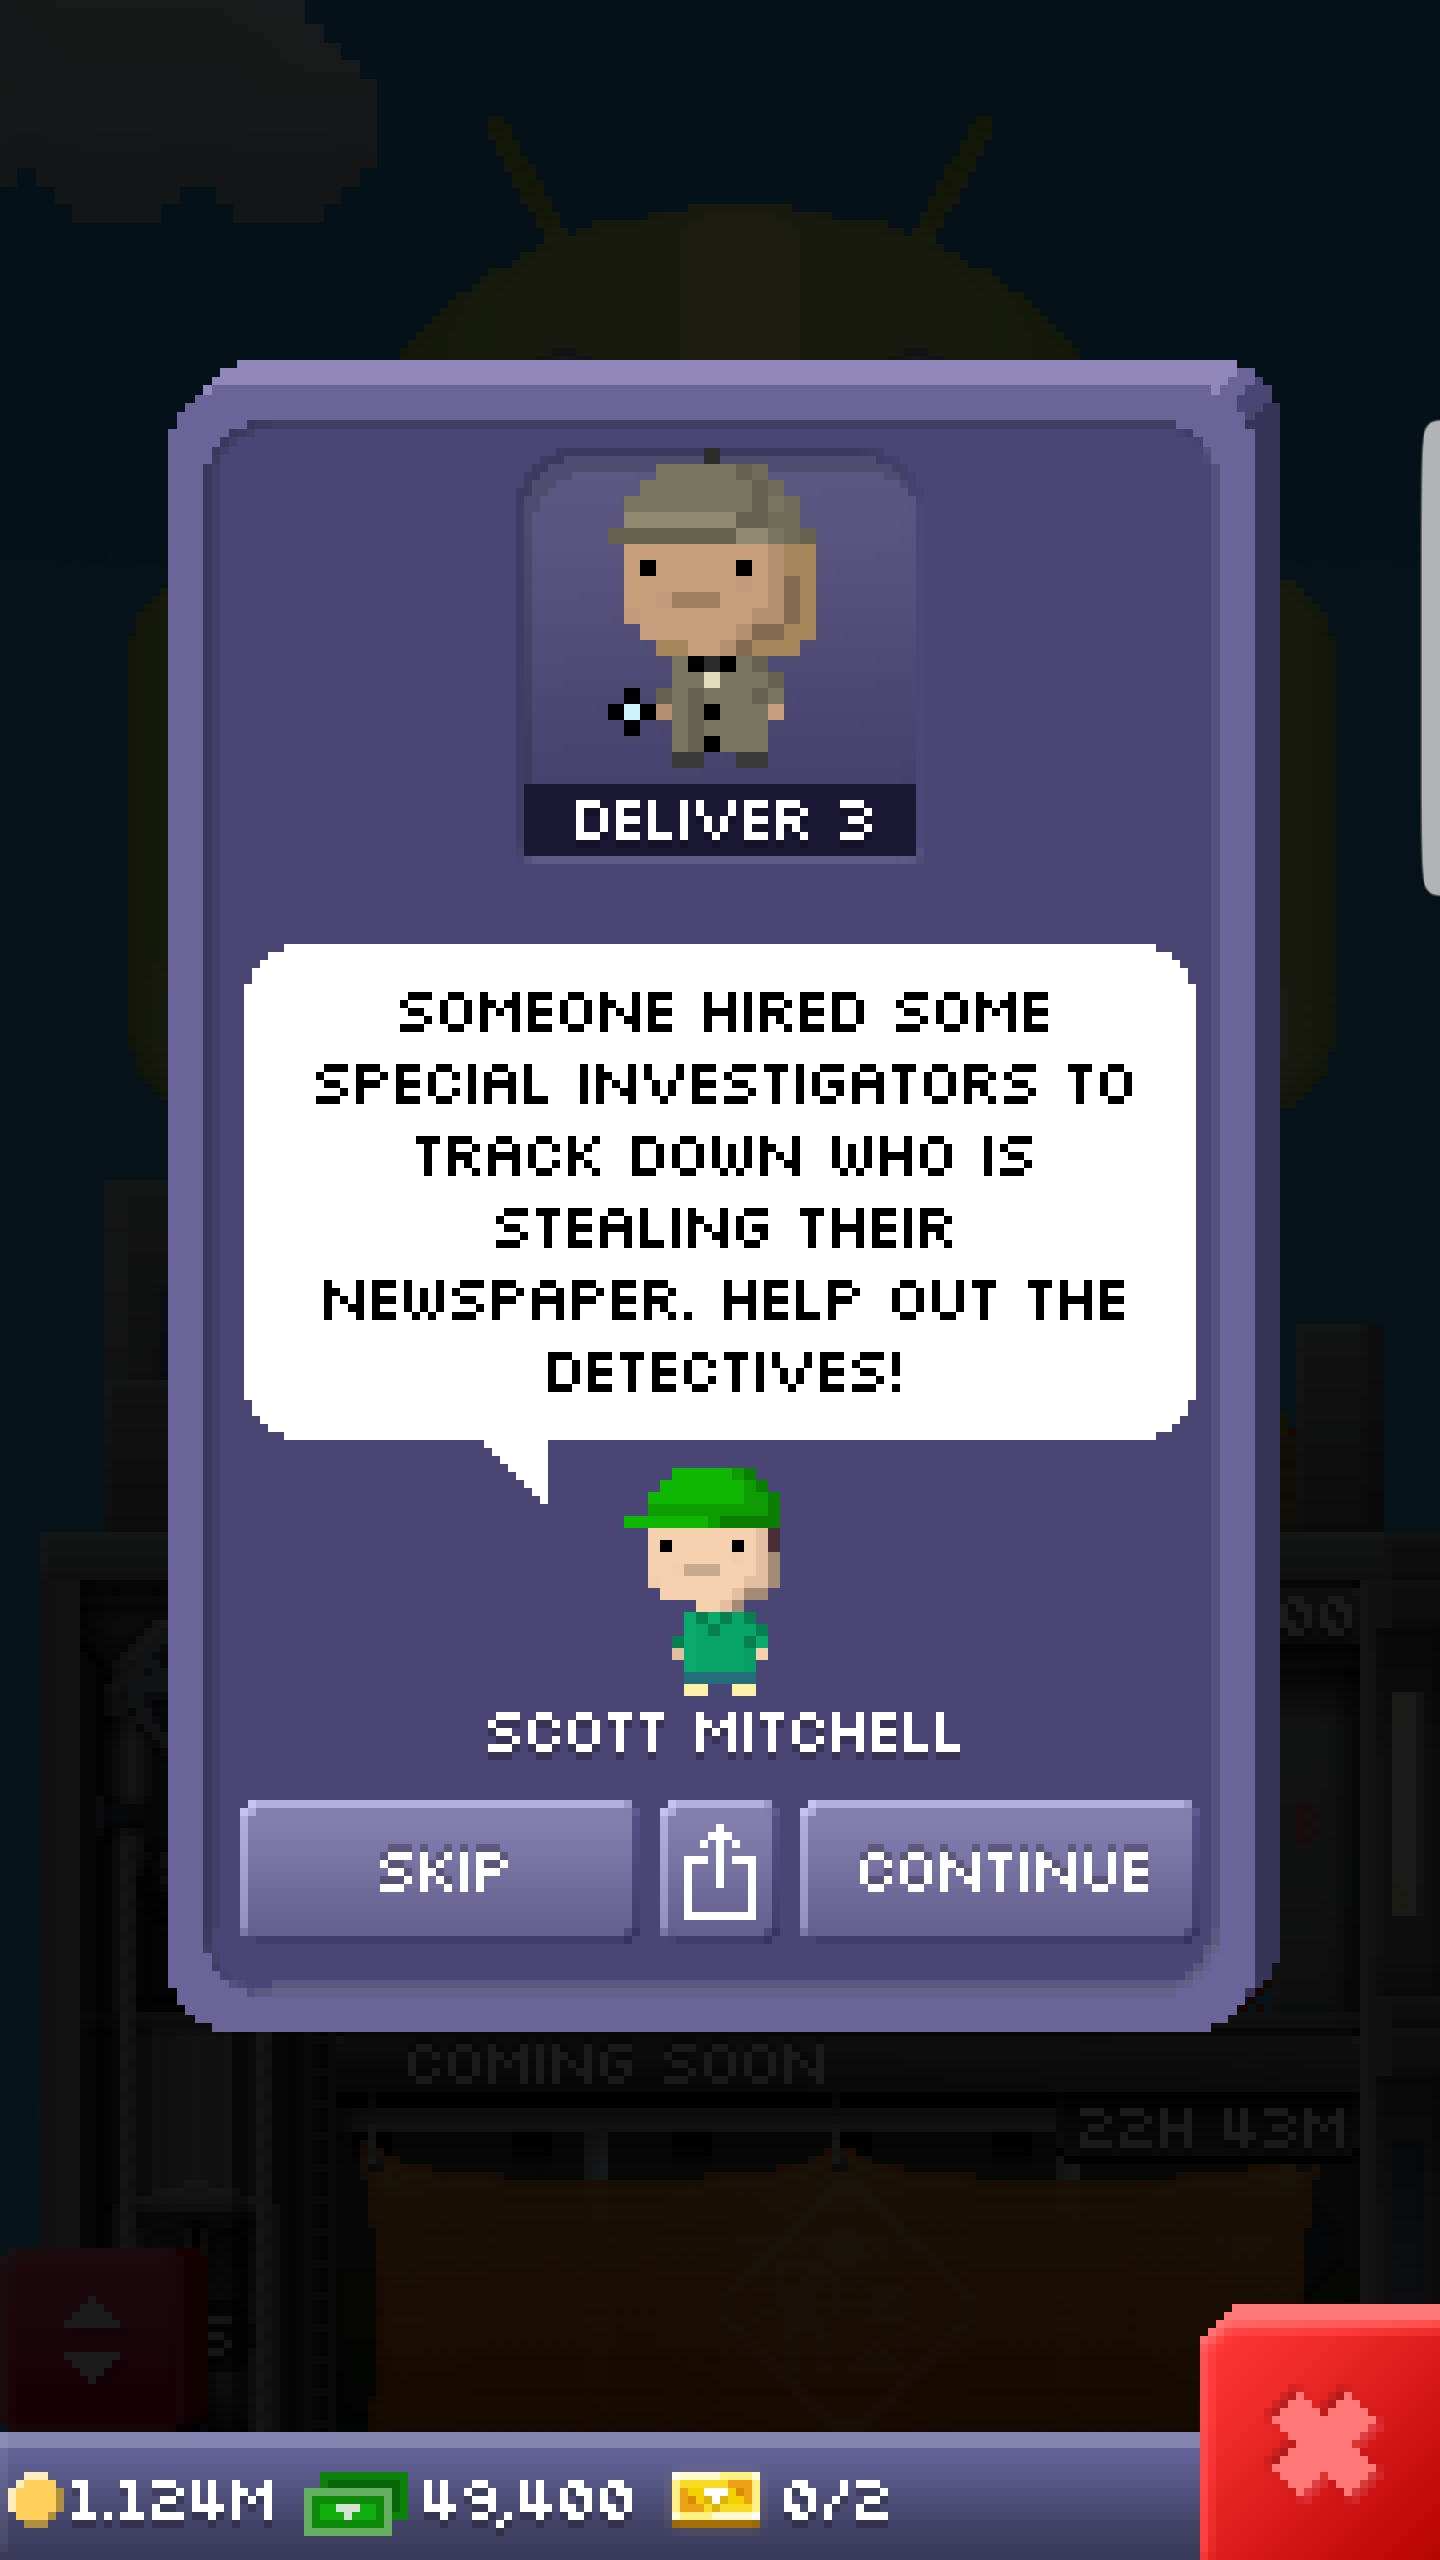 DELIVER 3
SOMEONE HIRED SOME
SPECIAL INVESTIGATORS TO
TRACK DOWN WHO IS
STEALING THEIR
NEWSPAPER. HELP OUT THE
DETECTIVES!
SCOTT MITCHELL
SKIP
CONTINUE
COMING SOON
22H 43M
1.124M
49,400
0/2